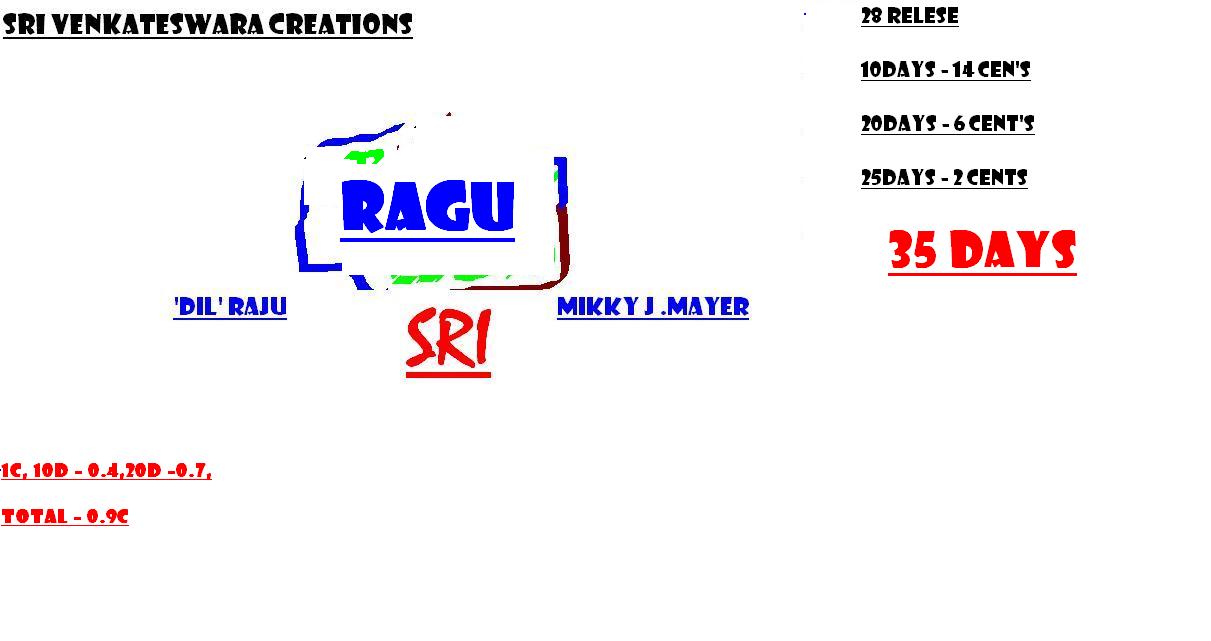 SRI VENKATESWARA CREATIONS
RAGU
'DIL' RAJU
MIKKY J .MAYER
SRI
1C, 10D - 0.4,20D -0.7,
TOTAL - 0.9C
28 RELESE
10DAYS - 14 CEN'S
20DAYS - 6 CENT'S
25DAYS - 2 CENTS
35 DAYS